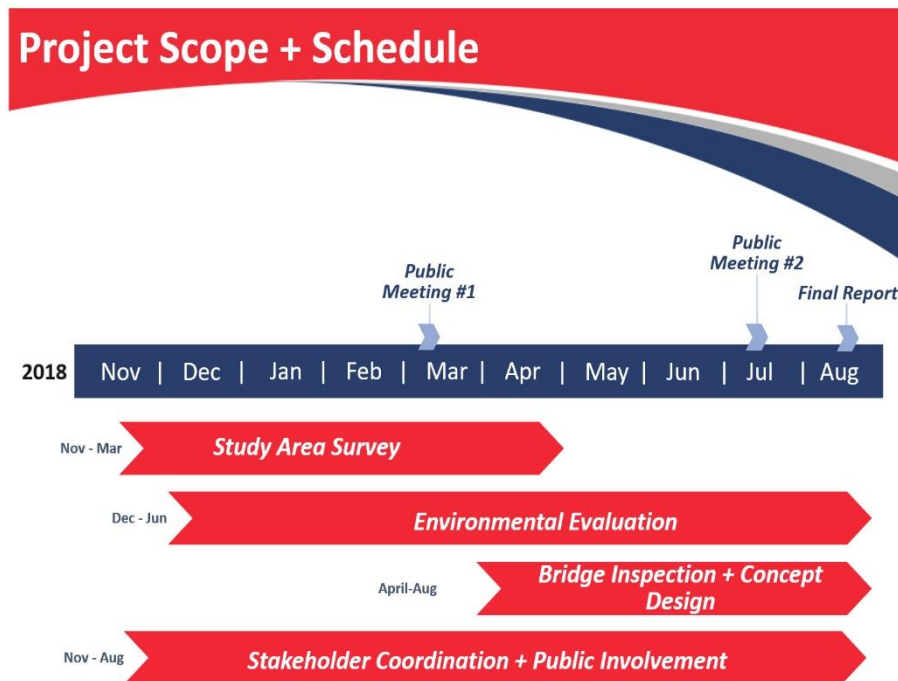 Project Scope + Schedule
Public
Meeting #1
Public
Meeting #2
Final Report
2018 Nov | Dec | Jan | Feb | Mar | Apr | May | Jun | Jul | Aug
Nov - Mar Study Area Survey
Dec - Jun Environmental Evaluation
April-Aug Bridge Inspection + Concept
Design
Nov - Aug Stakeholder Coordination + Public Involvement